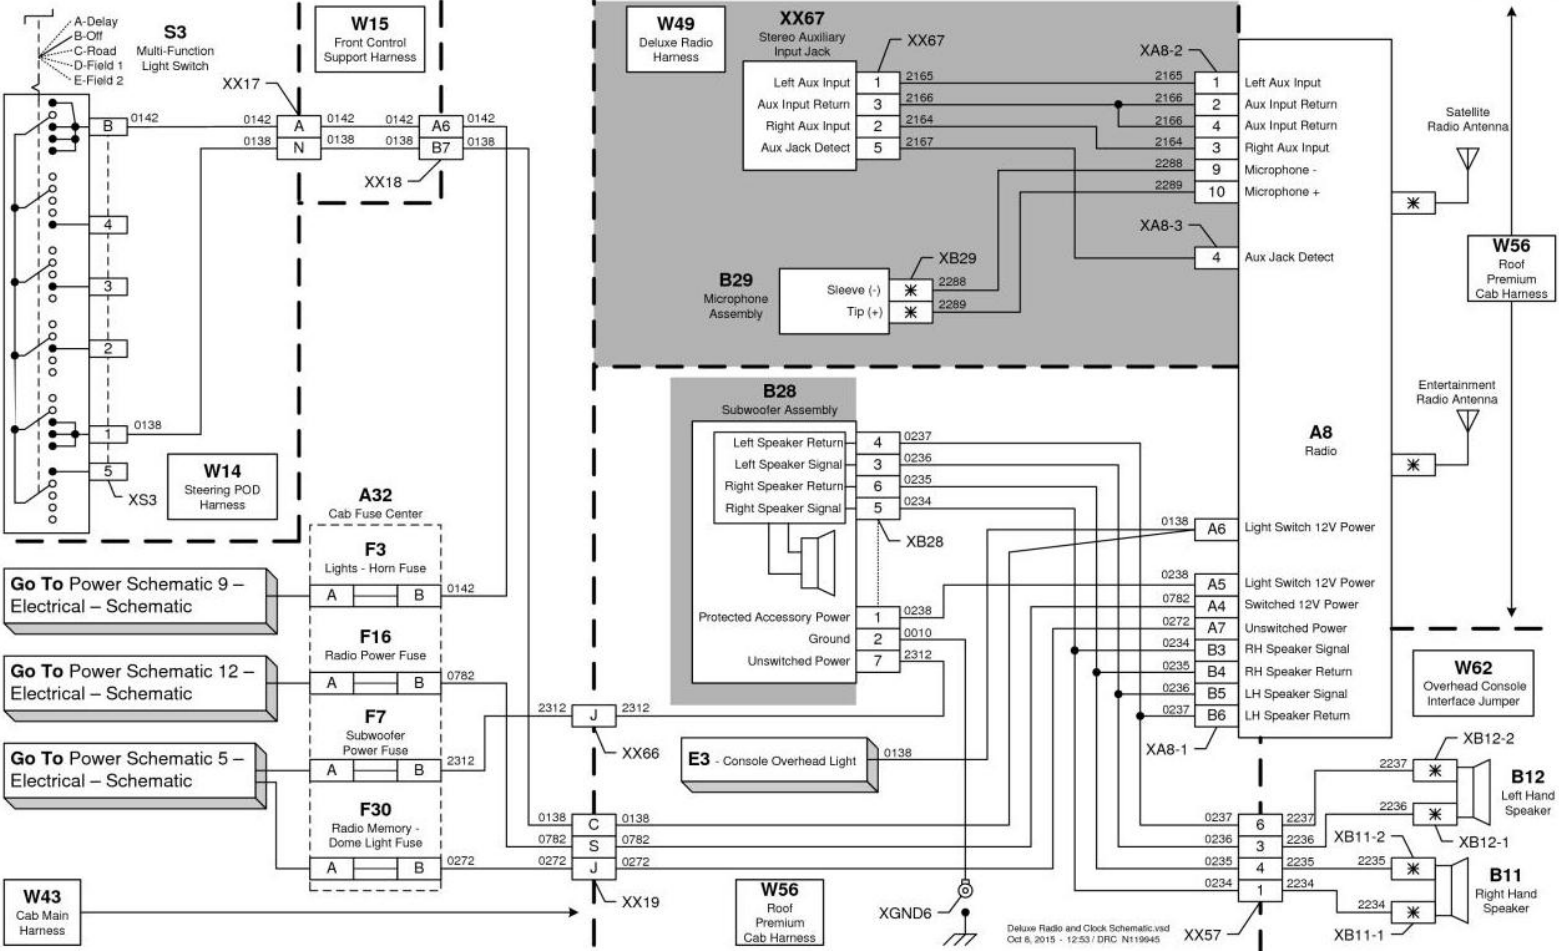 A-Delay
B-Off
C-Road
D-Field 1
E-Field 2
S3
Multi-Function
Light Switch
XX17
B
0142
4
3
2
1
0138
5
XS3
W14
Steering POD
Harness
W15
Front Control
Support Harness
0142
A
0142
0142
A6
0142
0138
N
0138
0138
B7
0138
XX18
W49
Deluxe Radio
Harness
XX67
Stereo Auxiliary
Input Jack
XX67
Left Aux Input
1
2165
Aux Input Return
3
2166
Right Aux Input
2
2164
Aux Jack Detect
5
2167
XA8-2
2165
1
Left Aux Input
2166
2
Aux Input Return
2166
4
Aux Input Return
2164
3
Right Aux Input
2288
9
Microphone -
2289
10
Microphone +
XA8-3
4
Aux Jack Detect
B29
Microphone
Assembly
XB29
Sleeve (-)
2288
Tip (+)
2289
Satellite
Radio Antenna
W56
Roof
Premium
Cab Harness
Entertainment
Radio Antenna
A8
Radio
B28
Subwoofer Assembly
Left Speaker Return
4
0237
Left Speaker Signal
3
0236
Right Speaker Return
6
0235
Right Speaker Signal
5
0234
XB28
Protected Accessory Power
1
0238
Ground
2
0010
Unswitched Power
7
2312
0138
A6
Light Switch 12V Power
0238
A5
Light Switch 12V Power
0782
A4
Switched 12V Power
0272
A7
Unswitched Power
0234
B3
RH Speaker Signal
0235
B4
RH Speaker Return
0236
B5
LH Speaker Signal
0237
B6
LH Speaker Return
XA8-1
A32
Cab Fuse Center
F3
Lights - Horn Fuse
A
B
0142
F16
Radio Power Fuse
A
B
0782
F7
Subwoofer
Power Fuse
A
B
2312
F30
Radio Memory -
Dome Light Fuse
A
B
0272
Go To Power Schematic 9 –
Electrical – Schematic
Go To Power Schematic 12 –
Electrical – Schematic
Go To Power Schematic 5 –
Electrical – Schematic
2312
J
2312
XX66
E3 - Console Overhead Light
0138
0138
C
0138
0782
S
0782
0272
J
0272
XX19
W43
Cab Main
Harness
W56
Roof
Premium
Cab Harness
XGND6
Deluxe Radio and Clock Schematic.vsd
Oct 8, 2015 - 12:53 / DRC N119945
W62
Overhead Console
Interface Jumper
0237
6
2237
0236
3
2236
0235
4
2235
0234
1
2234
XX57
XB12-2
2237
B12
Left Hand
Speaker
2236
XB12-1
XB11-2
2235
B11
Right Hand
Speaker
2234
XB11-1